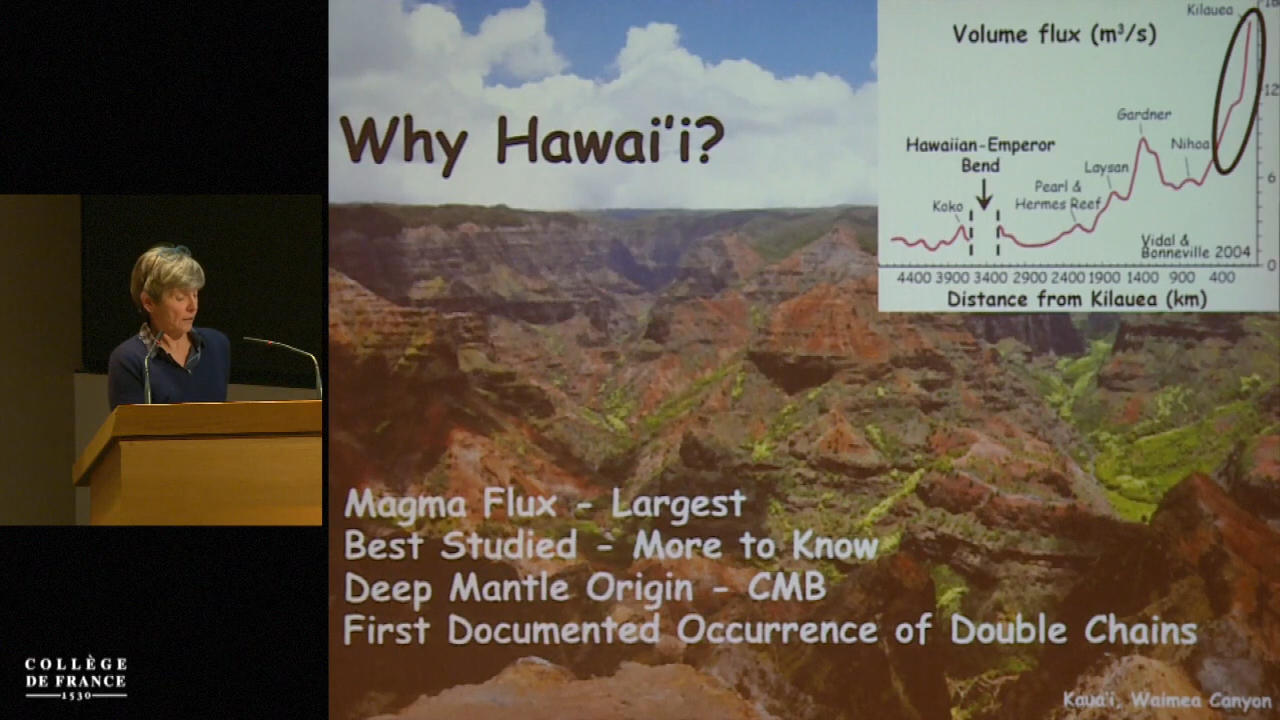 Why Hawai'i?
Kilauea
18
Volume flux (m³/s)
12
Gardner
Hawaiian-Emperor
Bend
Nihoa
Laysan
6
Pearl &
Hermes Reef
Koko
Vidal &
Bonneville 2004
0
4400 3900 3400 2900 2400 1900 1400 900 400
Distance from Kilauea (km)
Magma Flux - Largest
Best Studied - More to Know
Deep Mantle Origin - CMB
First Documented Occurrence of Double Chains
Kaua'i, Waimea Canyon
COLLÈGE
DE FRANCE
1530